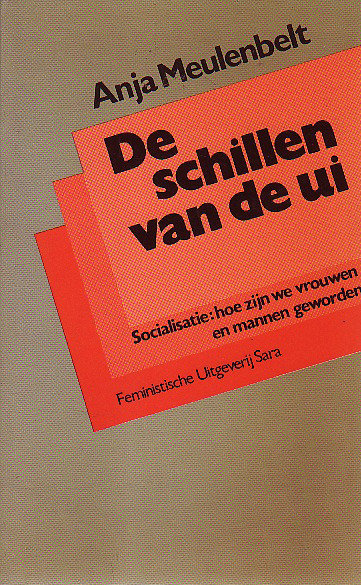 Anja Meulenbelt
De
schillen
van de ui
Socialisatie: hoe zijn we vrouwen
en mannen geworden
Feministische Uitgeverij Sara